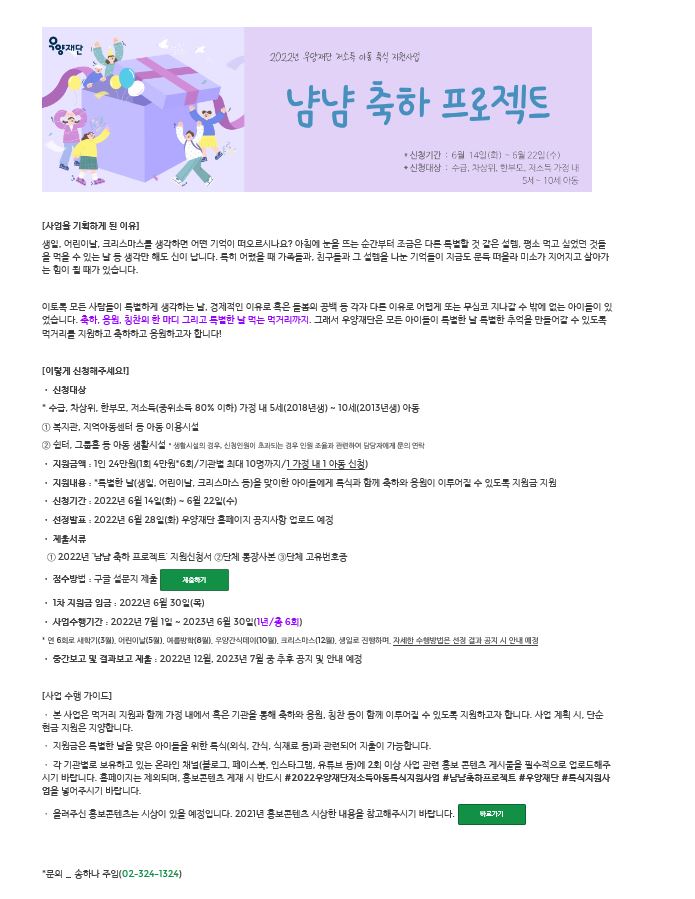 우양재단
2022년 우양재단 저소득 아동 특식 지원사업
냠냠 축하 프로젝트
* 신청기간 : 6월 14일(화) ~ 6월 22일(수)
* 신청대상 : 수급, 차상위, 한부모, 저소득 가정 내
5세~ 10세 아동
[사업을 기획하게 된 이유]
생일, 어린이날, 크리스마스를 생각하면 어떤 기억이 떠오르시나요? 아침에 눈을 뜨는 순간부터 조금은 다른 특별할 것 같은 설렘, 평소 먹고 싶었던 것들
을 먹을 수 있는 날 등 생각만 해도 신이 납니다. 특히 어렸을 때 가족들과, 친구들과 그 설렘을 나눈 기억들이 지금도 문득 떠올라 미소가 지어지고 살아가
는 힘이 될 때가 있습니다.
이토록 모든 사람들이 특별하게 생각하는 날, 경제적인 이유로 혹은 돌봄의 공백 등 각자 다른 이유로 어렵게 또는 무심코 지나갈 수 밖에 없는 아이들이 있
었습니다. 축하, 응원, 칭찬의 한 마디 그리고 특별한 날 먹는 먹거리까지. 그래서 우양재단은 모든 아이들이 특별한 날 특별한 추억을 만들어갈 수 있도록
먹거리를 지원하고 축하하고 응원하고자 합니다!
[이렇게 신청해주세요!]
· 신청대상
* 수급, 차상위, 한부모, 저소득(중위소득 80% 이하) 가정 내 5세(2018년생) ~ 10세(2013년생) 아동
① 복지관, 지역아동센터 등 아동 이용시설
② 쉼터, 그룹홈 등 아동 생활시설 * 생활시설의 경우, 신청인원이 초과되는 경우 인원 조율과 관련하여 담당자에게 문의 연락
· 지원금액 : 1인 24만원(1회 4만원*6회/기관별 최대 10명까지/1 가정 내 1 아동 신청)
· 지원내용 : *특별한 날(생일, 어린이날, 크리스마스 등)을 맞이한 아이들에게 특식과 함께 축하와 응원이 이루어질 수 있도록 지원금 지원
· 신청기간 : 2022년 6월 14일(화) ~ 6월 22일(수)
· 선정발표 : 2022년 6월 28일(화) 우양재단 홈페이지 공지사항 업로드 예정
· 제출서류
① 2022년 '냠냠 축하 프로젝트' 지원신청서 ②단체 통장사본 ③단체 고유번호증
· 접수방법 : 구글 설문지 제출 제출하기
· 1차 지원금 입금 : 2022년 6월 30일(목)
· 사업수행기간 : 2022년 7월 1일 ~ 2023년 6월 30일(1년/총 6회)
* 연 6회로 새학기(3월), 어린이날(5월), 여름방학(8월), 우양간식데이(10월), 크리스마스(12월), 생일로 진행하며, 자세한 수행방법은 선정 결과 공지 시 안내 예정
· 중간보고 및 결과보고 제출 : 2022년 12월, 2023년 7월 중 추후 공지 및 안내 예정
[사업 수행 가이드]
· 본 사업은 먹거리 지원과 함께 가정 내에서 혹은 기관을 통해 축하와 응원, 칭찬 등이 함께 이루어질 수 있도록 지원하고자 합니다. 사업 계획 시, 단순
현금 지원은 지양합니다.
· 지원금은 특별한 날을 맞은 아이들을 위한 특식(외식, 간식, 식재료 등)과 관련되어 지출이 가능합니다.
· 각 기관별로 보유하고 있는 온라인 채널(블로그, 페이스북, 인스타그램, 유튜브 등)에 2회 이상 사업 관련 홍보 콘텐츠 게시물을 필수적으로 업로드해주
시기 바랍니다. 홈페이지는 제외되며, 홍보콘텐츠 게재 시 반드시 #2022우양재단저소득아동특식지원사업 #냠냠축하프로젝트 #우양재단 #특식지원사
업을 넣어주시기 바랍니다.
· 올려주신 홍보콘텐츠는 시상이 있을 예정입니다. 2021년 홍보콘텐츠 시상한 내용을 참고해주시기 바랍니다. 바로가기
*문의 _ 송하나 주임(02-324-1324)